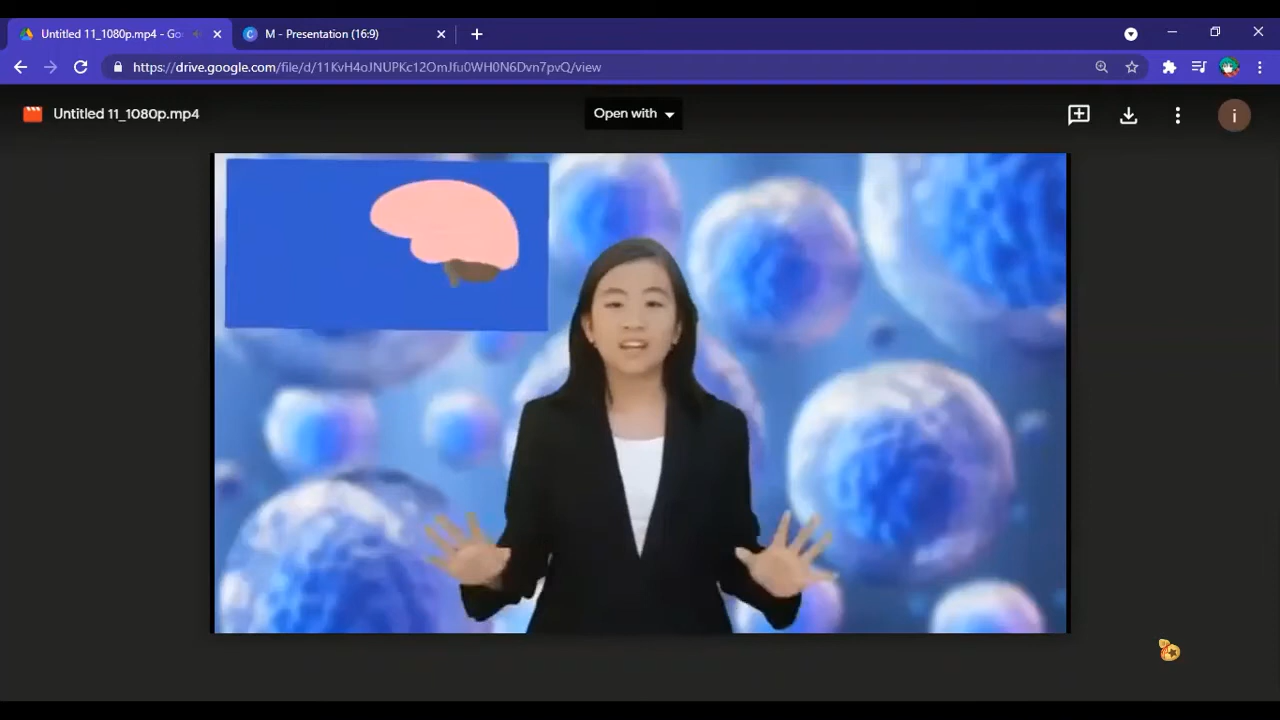 Untitled 11_1080p.mp4 - Go
M - Presentation (16:9)
https://drive.google.com/file/d/11KvH4oJNUPKc12OmJfu0WH0N6Dvn7pvQ/view
Untitled 11_1080p.mp4
Open with
i